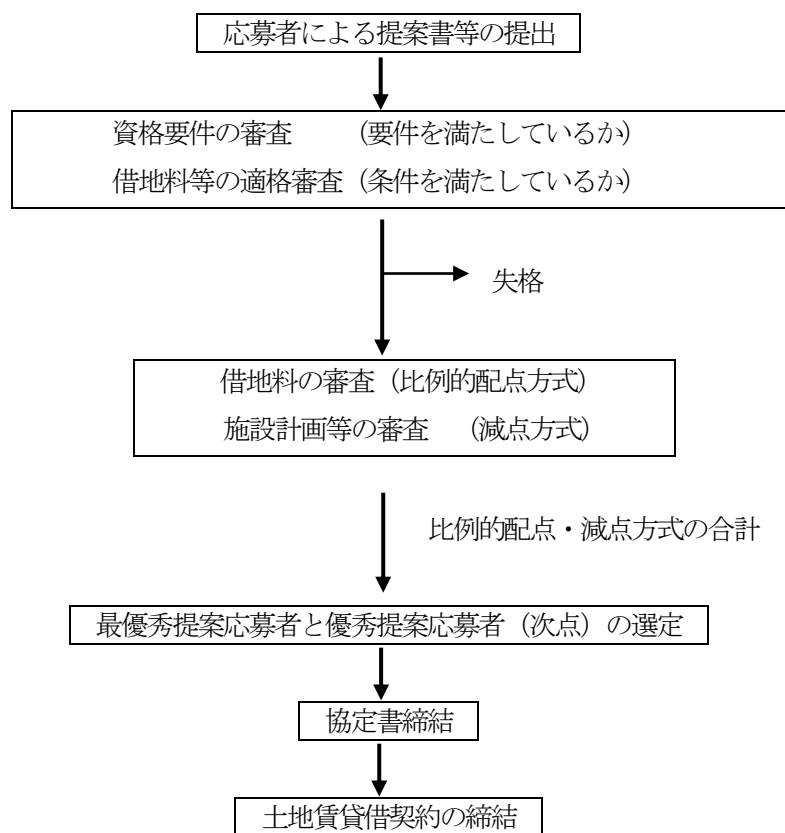 応募者による提案書等の提出
資格要件の審査　　（要件を満たしているか）
借地料等の適格審査（条件を満たしているか）
失格
借地料の審査（比例的配点方式）
施設計画等の審査　（減点方式）
比例的配点・減点方式の合計
最優秀提案応募者と優秀提案応募者（次点）の選定
協定書締結
土地賃貸借契約の締結